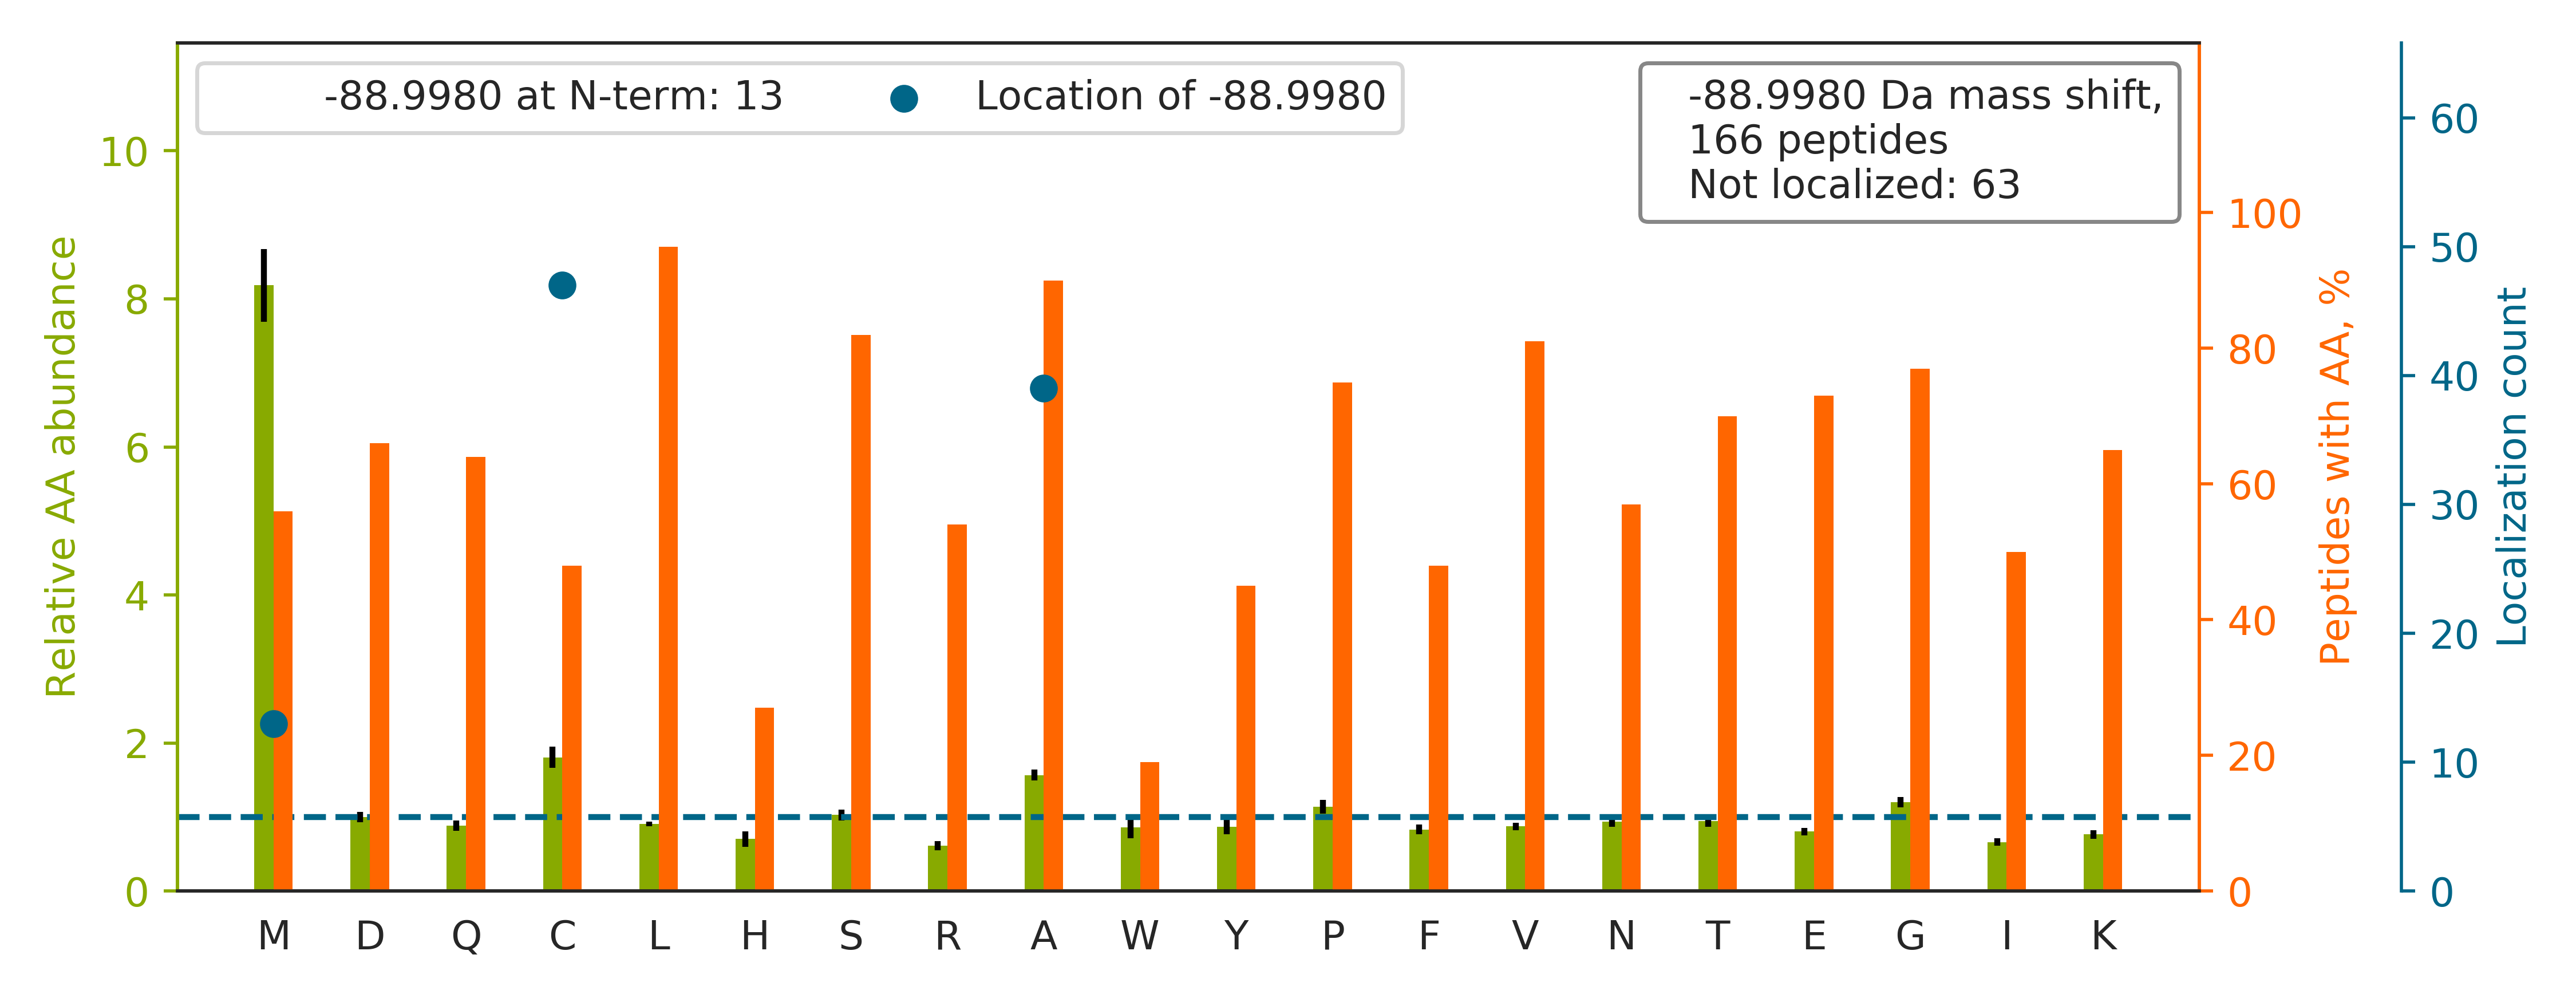 -88.9980 at N-term: 13
Location of -88.9980
-88.9980 Da mass shift,
166 peptides
Not localized: 63
Relative AA abundance
10
8
6
4
2
0
100
80
60
40
20
0
Peptides with AA, %
60
50
40
30
20
10
0
Localization count
M D Q C L H S R A W Y P F V N T E G I K